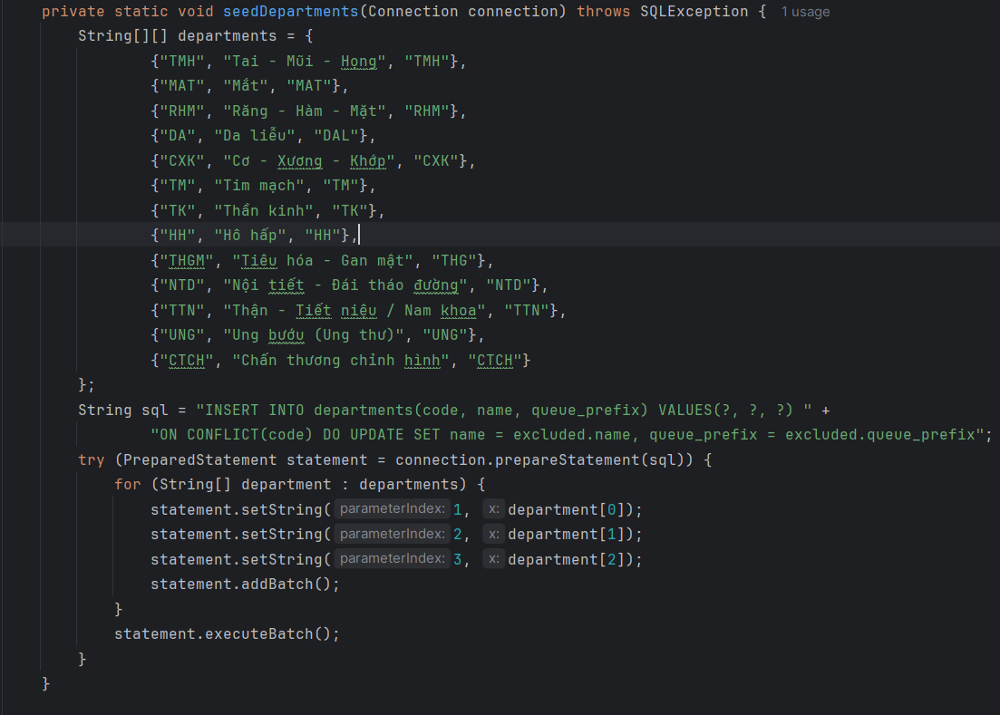 private static void seedDepartments(Connection connection) throws SQLException { 1 usage
String[][] departments = {
{"TMH", "Tai - Mũi - Họng", "TMH"},
{"MAT", "Mắt", "MAT"},
{"RHM", "Răng - Hàm - Mặt", "RHM"},
{"DA", "Da liễu", "DAL"},
{"CXK", "Cơ - Xương - Khớp", "CXK"},
{"TM", "Tim mạch", "TM"},
{"TK", "Thần kinh", "TK"},
{"HH", "Hô hấp", "HH"},
{"THGM", "Tiêu hóa - Gan mật", "THG"},
{"NTD", "Nội tiết - Đái tháo đường", "NTD"},
{"TTN", "Thận - Tiết niệu / Nam khoa", "TTN"},
{"UNG", "Ung bướu (Ung thư)", "UNG"},
{"CTCH", "Chấn thương chỉnh hình", "CTCH"}
};
String sql = "INSERT INTO departments(code, name, queue_prefix) VALUES(?, ?, ?) " +
"ON CONFLICT(code) DO UPDATE SET name = excluded.name, queue_prefix = excluded.queue_prefix";
try (PreparedStatement statement = connection.prepareStatement(sql)) {
for (String[] department : departments) {
statement.setString( parameterIndex: 1, x: department[0]);
statement.setString( parameterIndex: 2, x: department[1]);
statement.setString( parameterIndex: 3, x: department[2]);
statement.addBatch();
}
statement.executeBatch();
}
}